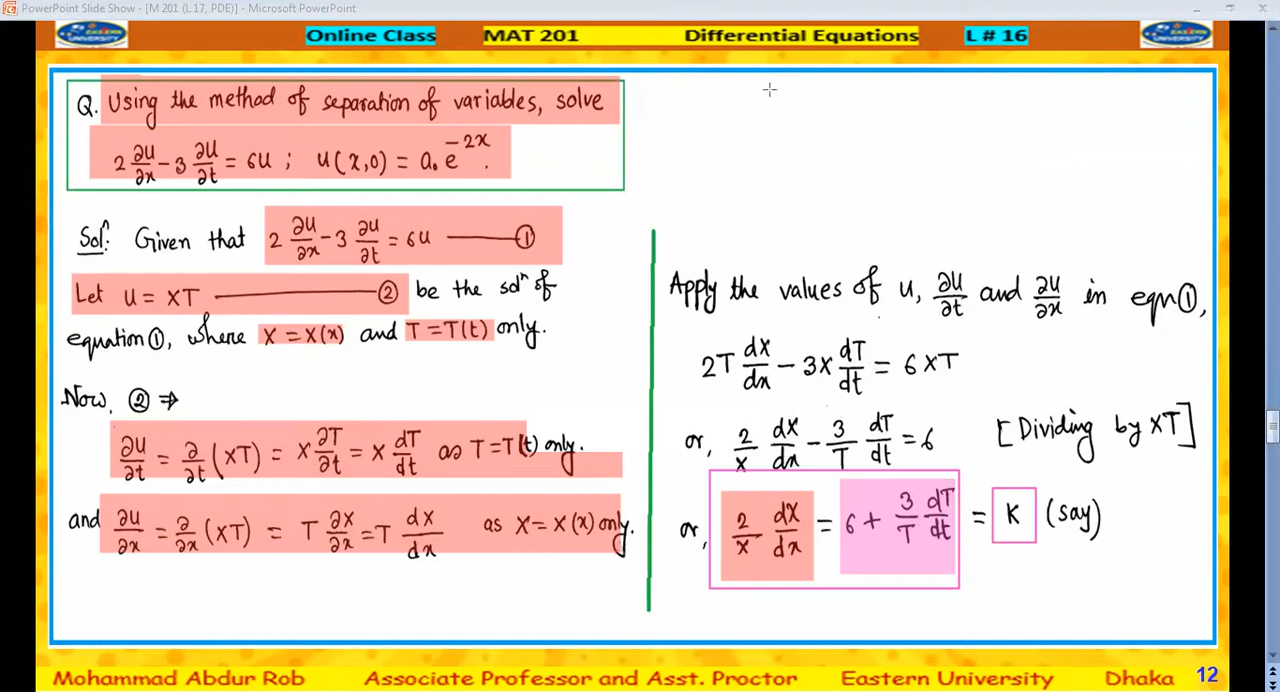 PowerPoint Slide Show - [M 201 (L 17, PDE)] - Microsoft PowerPoint
EASTERN UNIVERSITY
Online Class MAT 201 Differential Equations L # 16
EASTERN UNIVERSITY
Q. Using the method of separation of variables, solve
2 ∂u/∂x − 3 ∂u/∂t = 6u ; u(x,0) = a₀ e^(−2x).
Solⁿ: Given that 2 ∂u/∂x − 3 ∂u/∂t = 6u ——— ①
Let u = XT ——— ② be the solⁿ of
equation ①, where X = X(x) and T = T(t) only.
Now, ② ⇒
∂u/∂t = ∂/∂t (XT) = X ∂T/∂t = X dT/dt as T = T(t) only.
and ∂u/∂x = ∂/∂x (XT) = T ∂X/∂x = T dX/dx as X = X(x) only.
Apply the values of u, ∂u/∂t and ∂u/∂x in eqn ①,
2T dX/dx − 3X dT/dt = 6XT
or, 2/X dX/dx − 3/T dT/dt = 6 [Dividing by XT]
or, 2/X dX/dx = 6 + 3/T dT/dt = K (say)
Mohammad Abdur Rob Associate Professor and Asst. Proctor Eastern University Dhaka 12